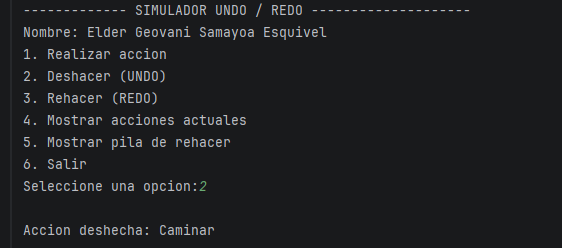 ------------- SIMULADOR UNDO / REDO --------------------
Nombre: Elder Geovani Samayoa Esquivel
1. Realizar accion
2. Deshacer (UNDO)
3. Rehacer (REDO)
4. Mostrar acciones actuales
5. Mostrar pila de rehacer
6. Salir
Seleccione una opcion:2
Accion deshecha: Caminar